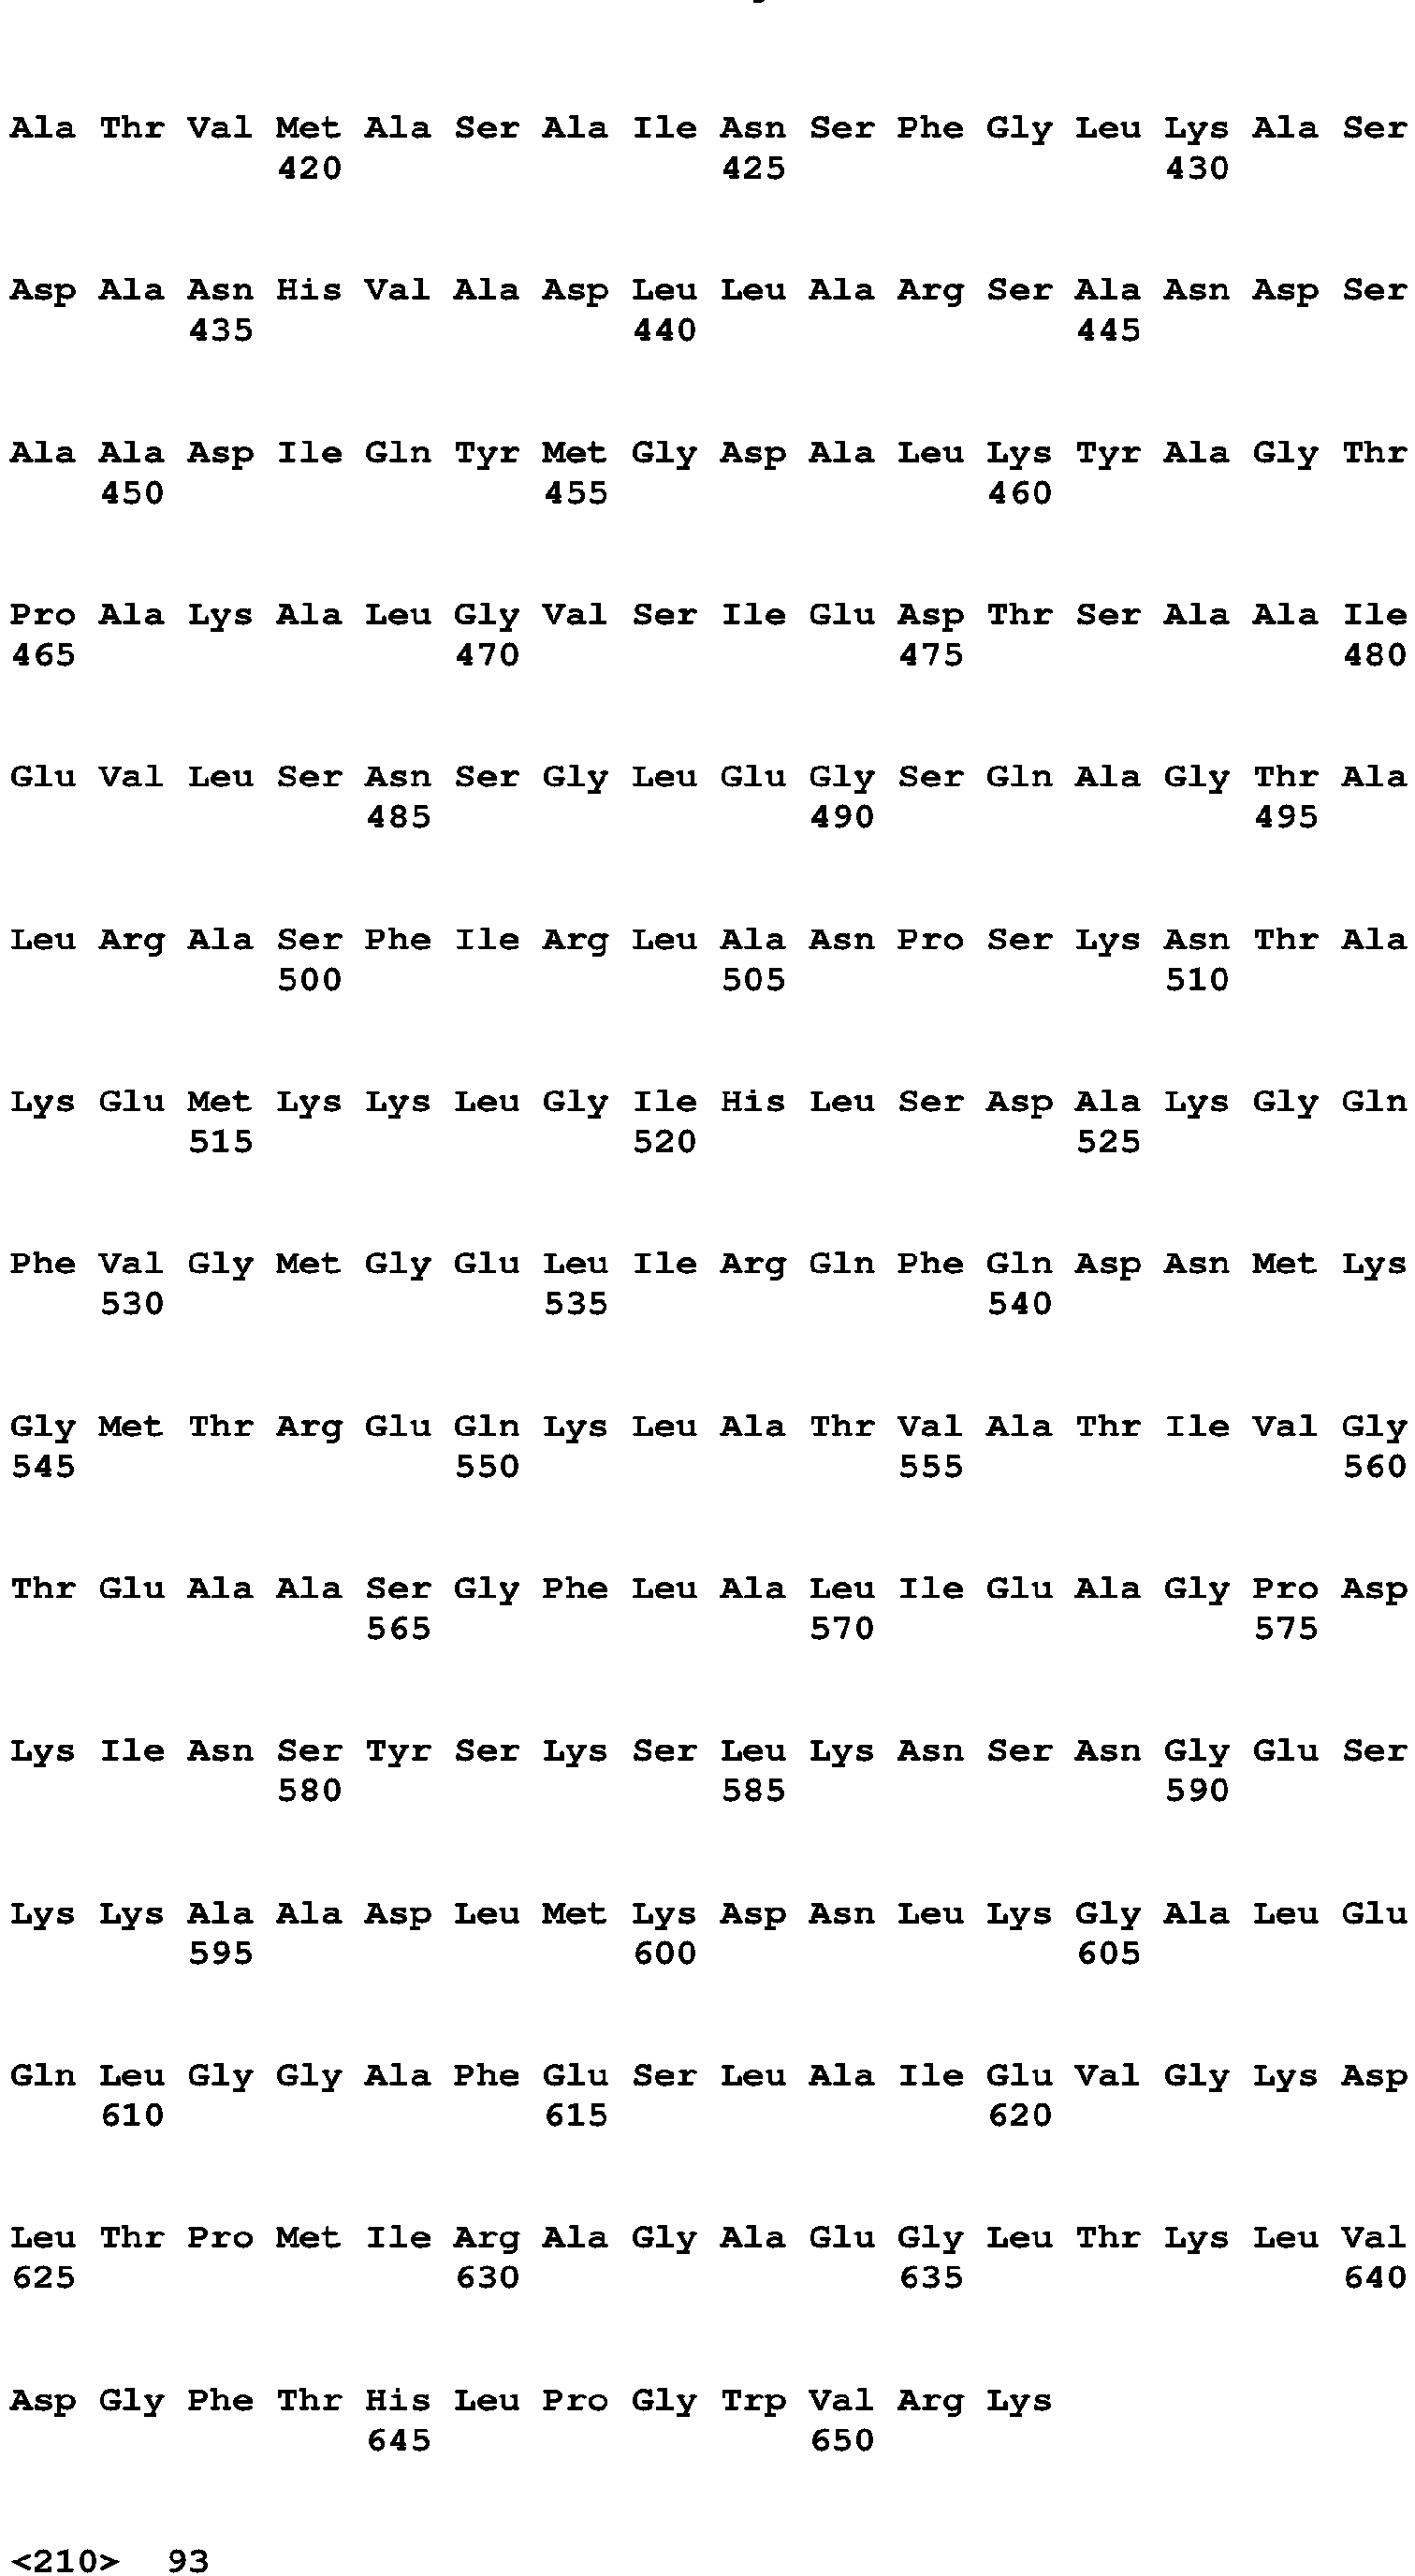 Ala Thr Val Met Ala Ser Ala Ile Asn Ser Phe Gly Leu Lys Ala Ser
420 425 430
Asp Ala Asn His Val Ala Asp Leu Leu Ala Arg Ser Ala Asn Asp Ser
435 440 445
Ala Ala Asp Ile Gln Tyr Met Gly Asp Ala Leu Lys Tyr Ala Gly Thr
450 455 460
Pro Ala Lys Ala Leu Gly Val Ser Ile Glu Asp Thr Ser Ala Ala Ile
465 470 475 480
Glu Val Leu Ser Asn Ser Gly Leu Glu Gly Ser Gln Ala Gly Thr Ala
485 490 495
Leu Arg Ala Ser Phe Ile Arg Leu Ala Asn Pro Ser Lys Asn Thr Ala
500 505 510
Lys Glu Met Lys Lys Leu Gly Ile His Leu Ser Asp Ala Lys Gly Gln
515 520 525
Phe Val Gly Met Gly Glu Leu Ile Arg Gln Phe Gln Asp Asn Met Lys
530 535 540
Gly Met Thr Arg Glu Gln Lys Leu Ala Thr Val Ala Thr Ile Val Gly
545 550 555 560
Thr Glu Ala Ala Ser Gly Phe Leu Ala Leu Ile Glu Ala Gly Pro Asp
565 570 575
Lys Ile Asn Ser Tyr Ser Lys Ser Leu Lys Asn Ser Asn Gly Glu Ser
580 585 590
Lys Lys Ala Ala Asp Leu Met Lys Asp Asn Leu Lys Gly Ala Leu Glu
595 600 605
Gln Leu Gly Gly Ala Phe Glu Ser Leu Ala Ile Glu Val Gly Lys Asp
610 615 620
Leu Thr Pro Met Ile Arg Ala Gly Ala Glu Gly Leu Thr Lys Leu Val
625 630 635 640
Asp Gly Phe Thr His Leu Pro Gly Trp Val Arg Lys
645 650
<210> 93